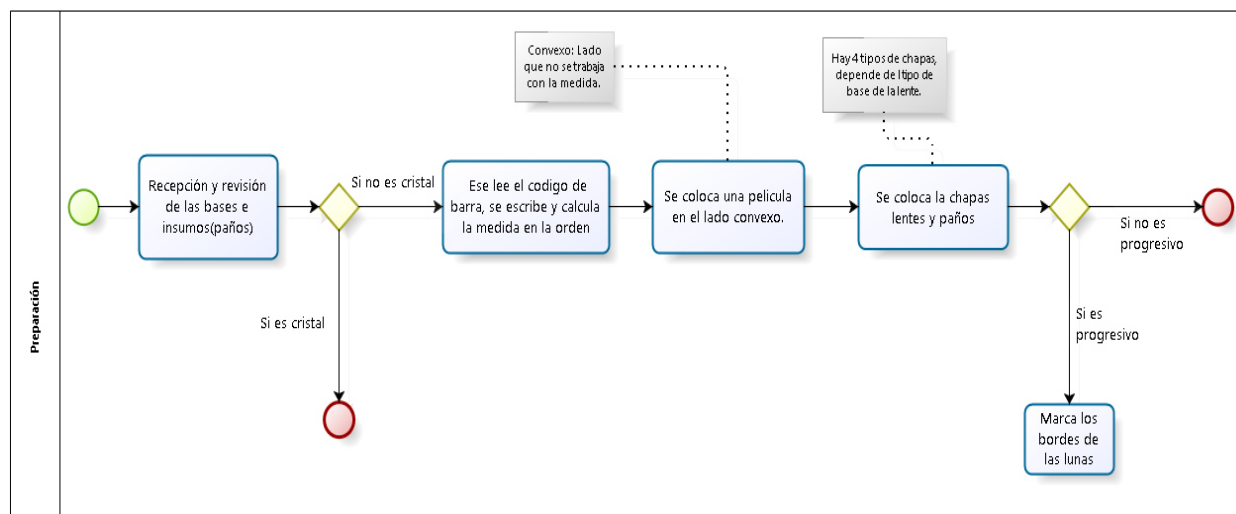 Preparación
Recepción y revisión
de las bases e
insumos(paños)
Si no es cristal
Si es cristal
Ese lee el codigo de
barra, se escribe y calcula
la medida en la orden
Convexo: Lado
que no se trabaja
con la medida.
Se coloca una pelicula
en el lado convexo.
Hay 4 tipos de chapas,
depende del tipo de
base de la lente.
Se coloca la chapas
lentes y paños
Si no es
progresivo
Si es
progresivo
Marca los
bordes de
las lunas